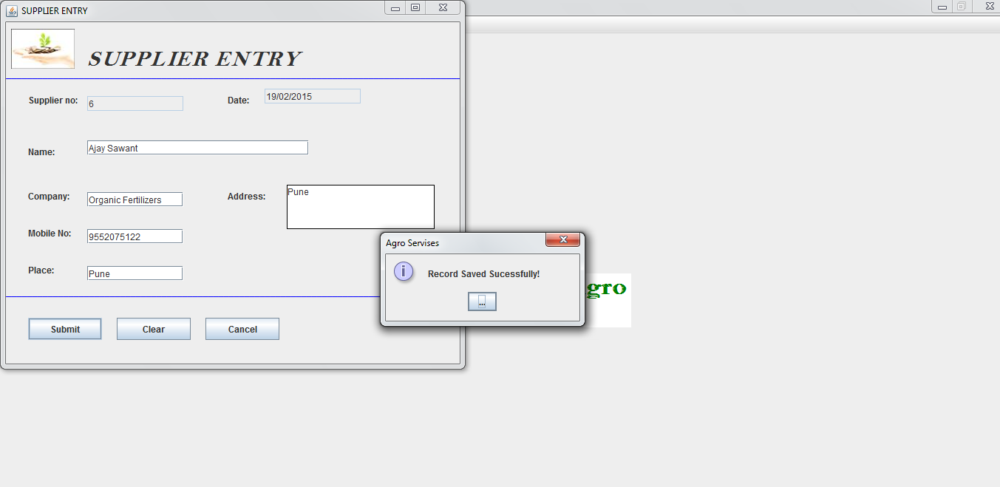 SUPPLIER ENTRY
SUPPLIER ENTRY
Supplier no: 6 Date: 19/02/2015
Name: Ajay Sawant
Company: Organic Fertilizers Address: Pune
Mobile No: 9552075122
Place: Pune
Submit Clear Cancel
Agro Servises
Record Saved Sucessfully!
...
gro